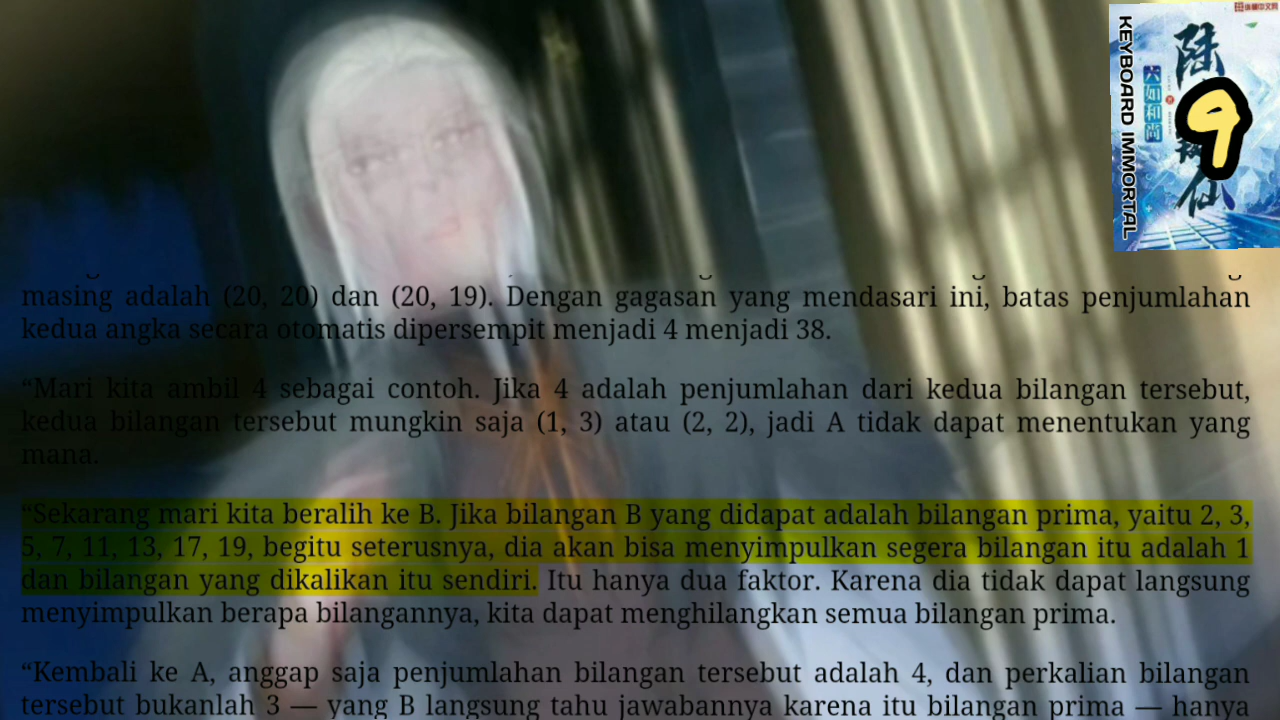 陆
仙
六如和尚
KEYBOARD IMMORTAL
9
masing adalah (20, 20) dan (20, 19). Dengan gagasan yang mendasari ini, batas penjumlahan
kedua angka secara otomatis dipersempit menjadi 4 menjadi 38.
“Mari kita ambil 4 sebagai contoh. Jika 4 adalah penjumlahan dari kedua bilangan tersebut,
kedua bilangan tersebut mungkin saja (1, 3) atau (2, 2), jadi A tidak dapat menentukan yang
mana.
“Sekarang mari kita beralih ke B. Jika bilangan B yang didapat adalah bilangan prima, yaitu 2, 3,
5, 7, 11, 13, 17, 19, begitu seterusnya, dia akan bisa menyimpulkan segera bilangan itu adalah 1
dan bilangan yang dikalikan itu sendiri. Itu hanya dua faktor. Karena dia tidak dapat langsung
menyimpulkan berapa bilangannya, kita dapat menghilangkan semua bilangan prima.
“Kembali ke A, anggap saja penjumlahan bilangan tersebut adalah 4, dan perkalian bilangan
tersebut bukanlah 3 — yang B langsung tahu jawabannya karena itu bilangan prima — hanya